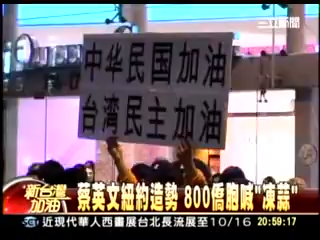 三立新聞
中华民国加油
台湾民主加油
新台灣
加油
蔡英文紐約造勢 800僑胞喊"凍蒜"
近現代華人西畫展台北長流展至10/16 20:59:17